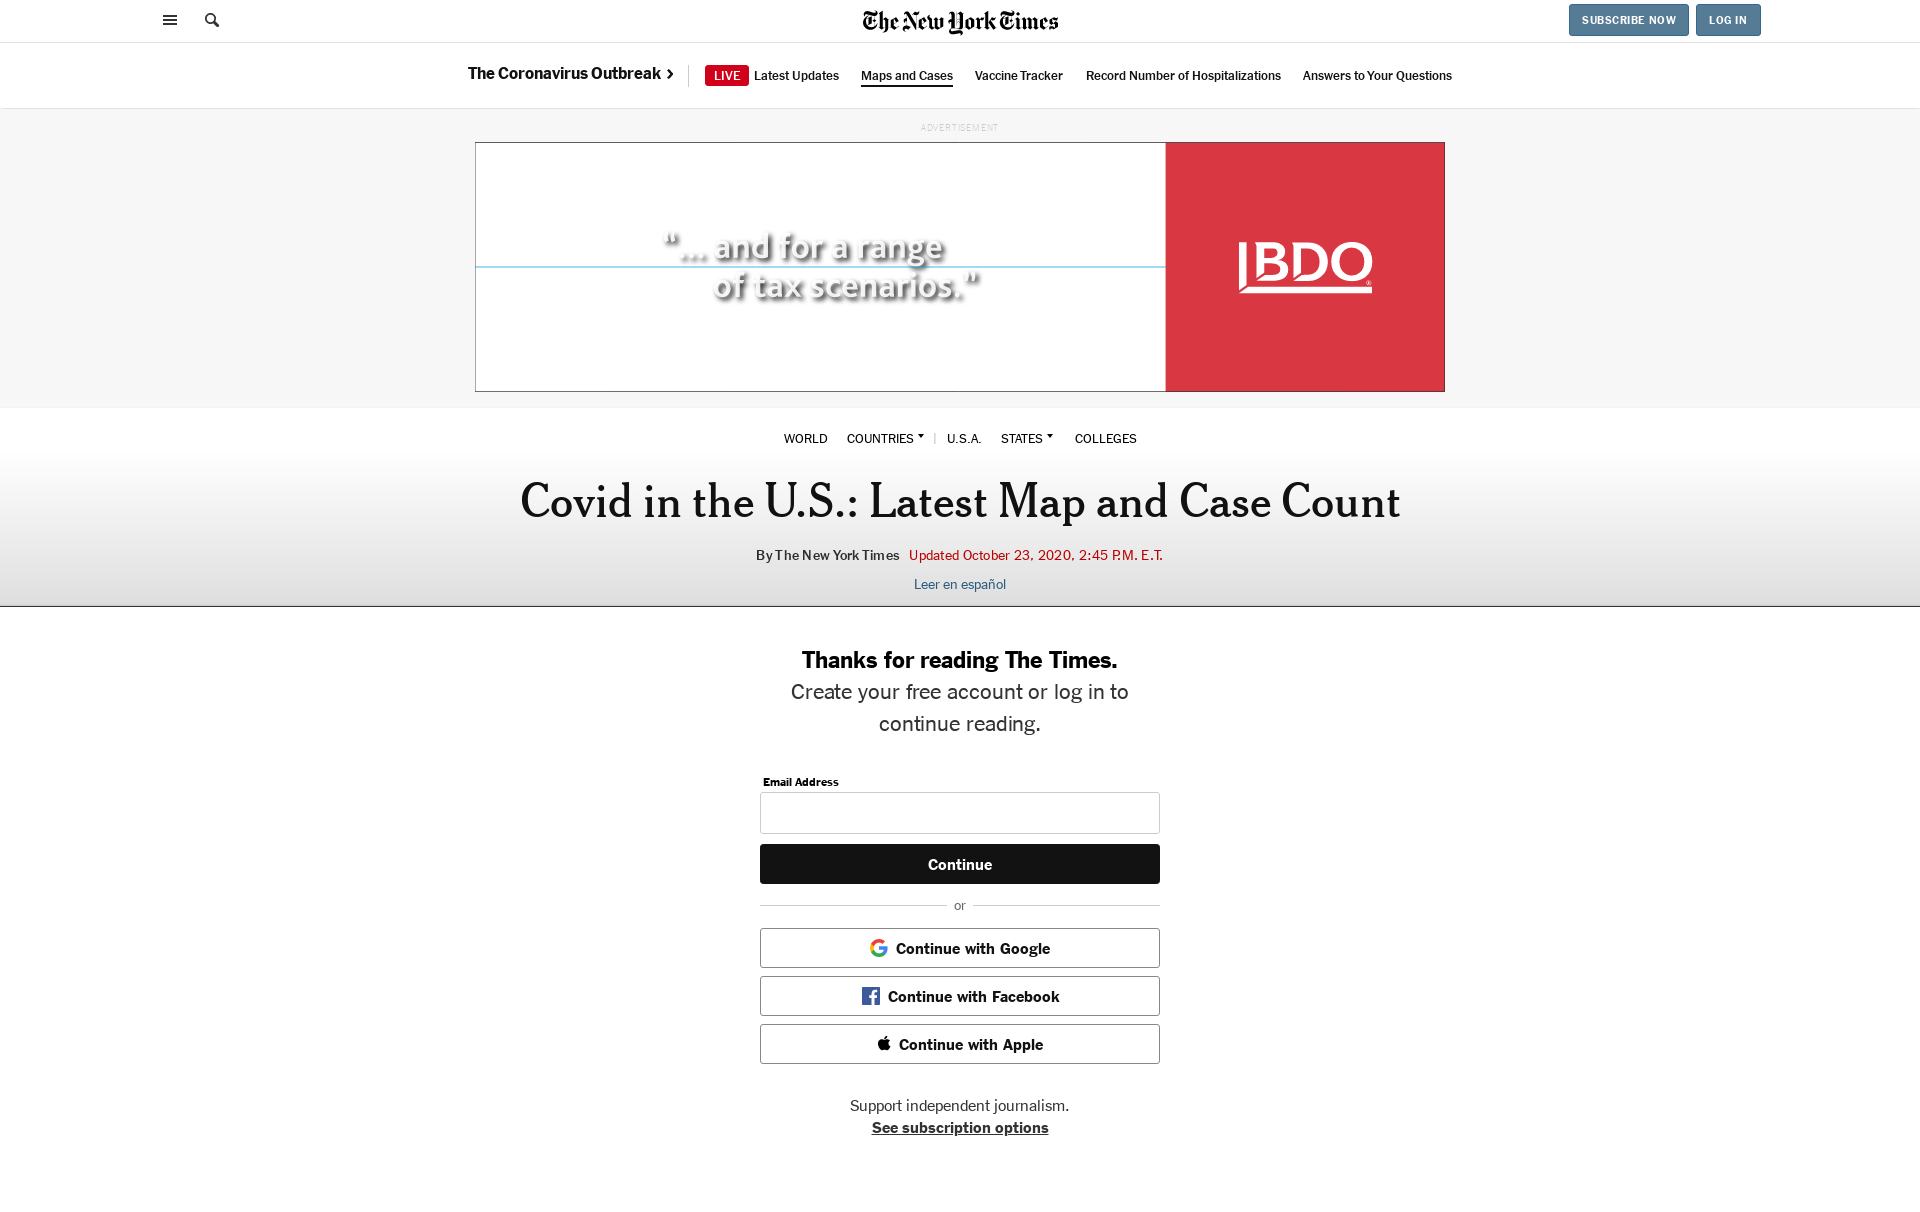 The New York Times
SUBSCRIBE NOW
LOG IN
The Coronavirus Outbreak
LIVE Latest Updates
Maps and Cases
Vaccine Tracker
Record Number of Hospitalizations
Answers to Your Questions
ADVERTISEMENT
"... and for a range
of tax scenarios."
BDO
®
WORLD
COUNTRIES
U.S.A.
STATES
COLLEGES
Covid in the U.S.: Latest Map and Case Count
By The New York Times Updated October 23, 2020, 2:45 P.M. E.T.
Leer en español
Thanks for reading The Times.
Create your free account or log in to
continue reading.
Email Address
Continue
or
Continue with Google
Continue with Facebook
Continue with Apple
Support independent journalism.
See subscription options